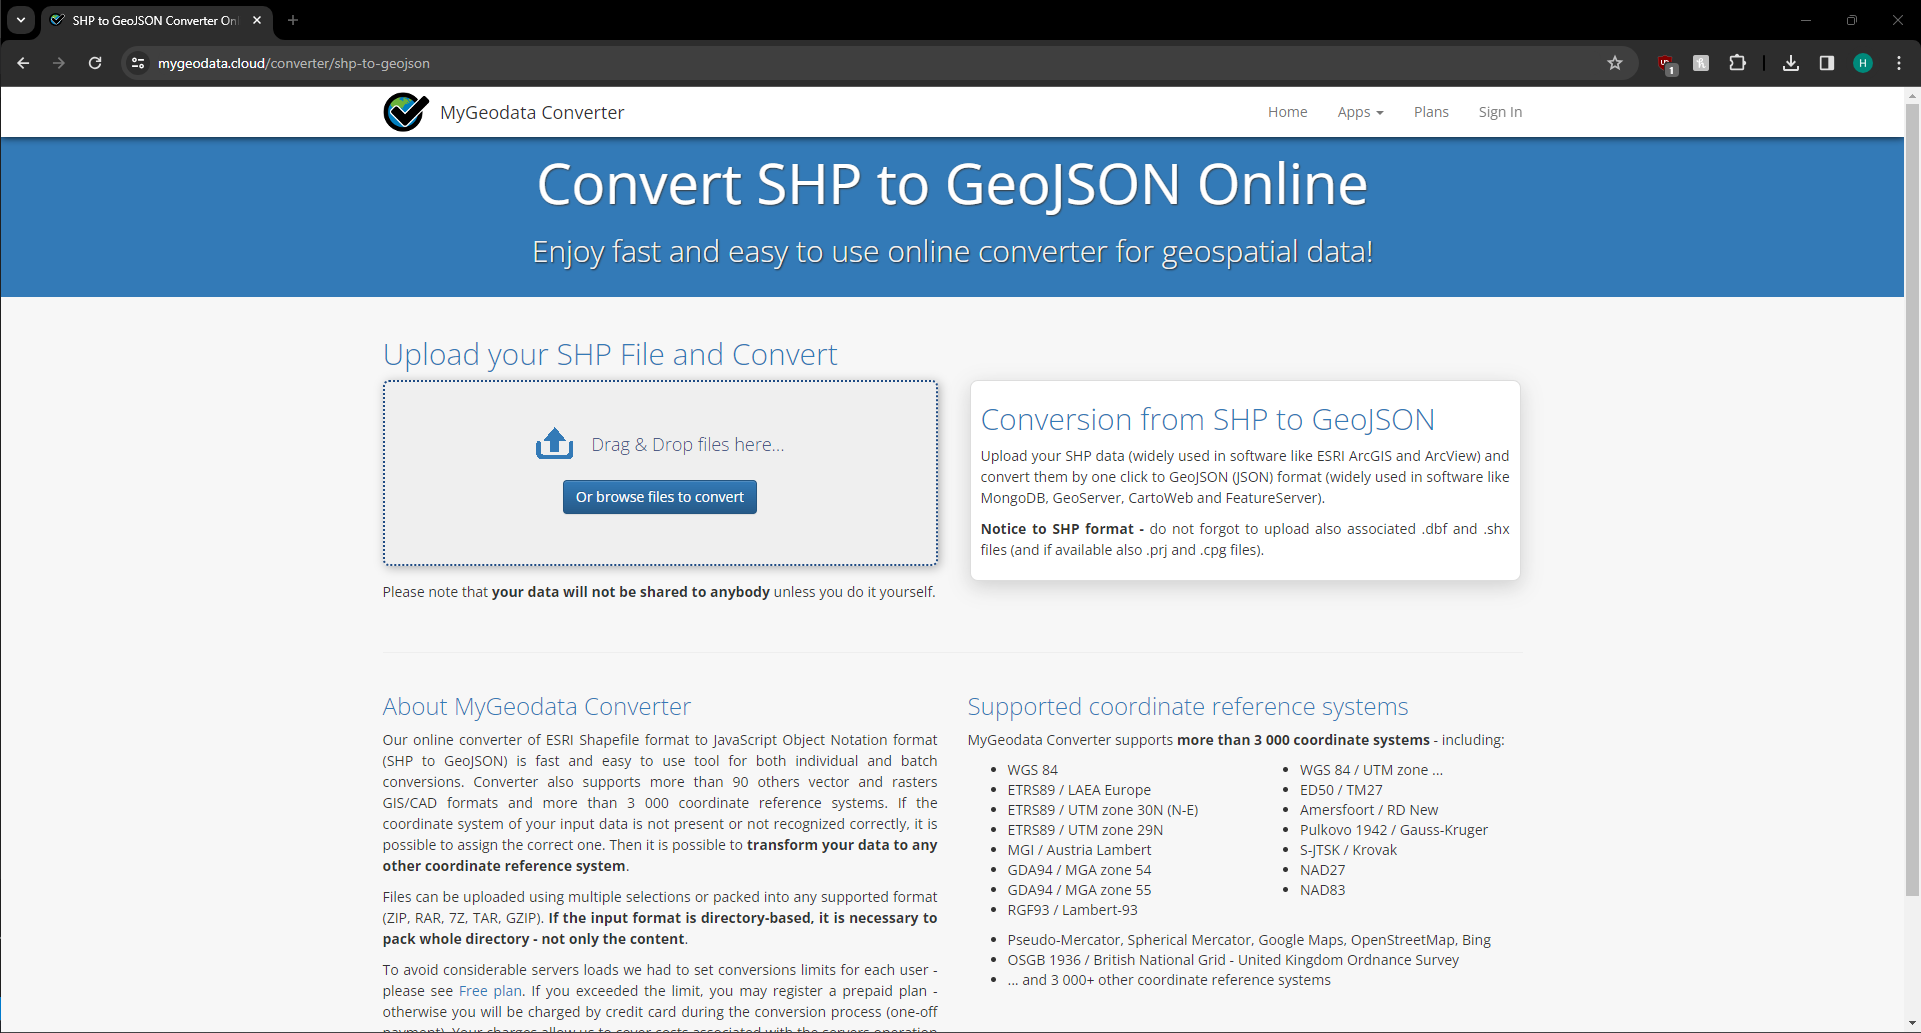 SHP to GeoJSON Converter Onl
mygeodata.cloud/converter/shp-to-geojson
1
H
MyGeodata Converter
Home
Apps
Plans
Sign In
Convert SHP to GeoJSON Online
Enjoy fast and easy to use online converter for geospatial data!
Upload your SHP File and Convert
Drag & Drop files here...
Or browse files to convert
Please note that your data will not be shared to anybody unless you do it yourself.
Conversion from SHP to GeoJSON
Upload your SHP data (widely used in software like ESRI ArcGIS and ArcView) and
convert them by one click to GeoJSON (JSON) format (widely used in software like
MongoDB, GeoServer, CartoWeb and FeatureServer).
Notice to SHP format - do not forgot to upload also associated .dbf and .shx
files (and if available also .prj and .cpg files).
About MyGeodata Converter
Our online converter of ESRI Shapefile format to JavaScript Object Notation format
(SHP to GeoJSON) is fast and easy to use tool for both individual and batch
conversions. Converter also supports more than 90 others vector and rasters
GIS/CAD formats and more than 3 000 coordinate reference systems. If the
coordinate system of your input data is not present or not recognized correctly, it is
possible to assign the correct one. Then it is possible to transform your data to any
other coordinate reference system.
Files can be uploaded using multiple selections or packed into any supported format
(ZIP, RAR, 7Z, TAR, GZIP). If the input format is directory-based, it is necessary to
pack whole directory - not only the content.
To avoid considerable servers loads we had to set conversions limits for each user -
please see Free plan. If you exceeded the limit, you may register a prepaid plan -
otherwise you will be charged by credit card during the conversion process (one-off
payment). Your charges allow us to cover costs associated with the servers operation
Supported coordinate reference systems
MyGeodata Converter supports more than 3 000 coordinate systems - including:
WGS 84
ETRS89 / LAEA Europe
ETRS89 / UTM zone 30N (N-E)
ETRS89 / UTM zone 29N
MGI / Austria Lambert
GDA94 / MGA zone 54
GDA94 / MGA zone 55
RGF93 / Lambert-93
WGS 84 / UTM zone ...
ED50 / TM27
Amersfoort / RD New
Pulkovo 1942 / Gauss-Kruger
S-JTSK / Krovak
NAD27
NAD83
Pseudo-Mercator, Spherical Mercator, Google Maps, OpenStreetMap, Bing
OSGB 1936 / British National Grid - United Kingdom Ordnance Survey
... and 3 000+ other coordinate reference systems